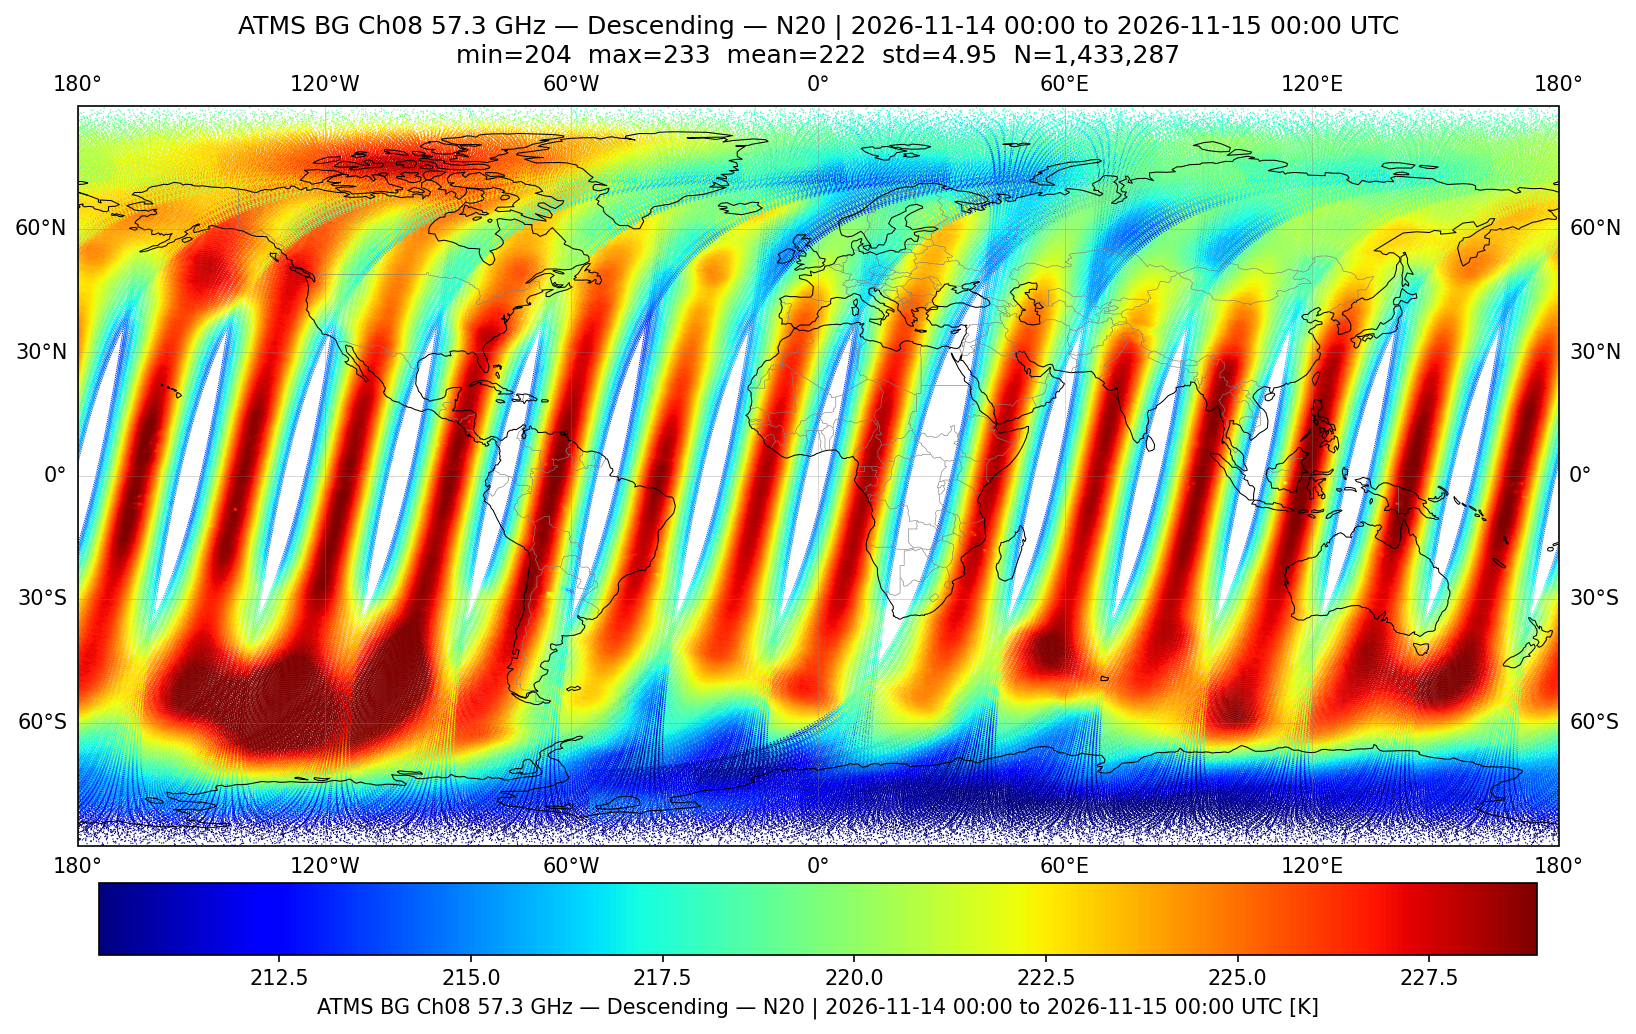 ATMS BG Ch08 57.3 GHz — Descending — N20 | 2026-11-14 00:00 to 2026-11-15 00:00 UTC
min=204 max=233 mean=222 std=4.95 N=1,433,287
180° 120°W 60°W 0° 60°E 120°E 180°
60°N 60°N
30°N 30°N
0° 0°
30°S 30°S
60°S 60°S
180° 120°W 60°W 0° 60°E 120°E 180°
212.5 215.0 217.5 220.0 222.5 225.0 227.5
ATMS BG Ch08 57.3 GHz — Descending — N20 | 2026-11-14 00:00 to 2026-11-15 00:00 UTC [K]